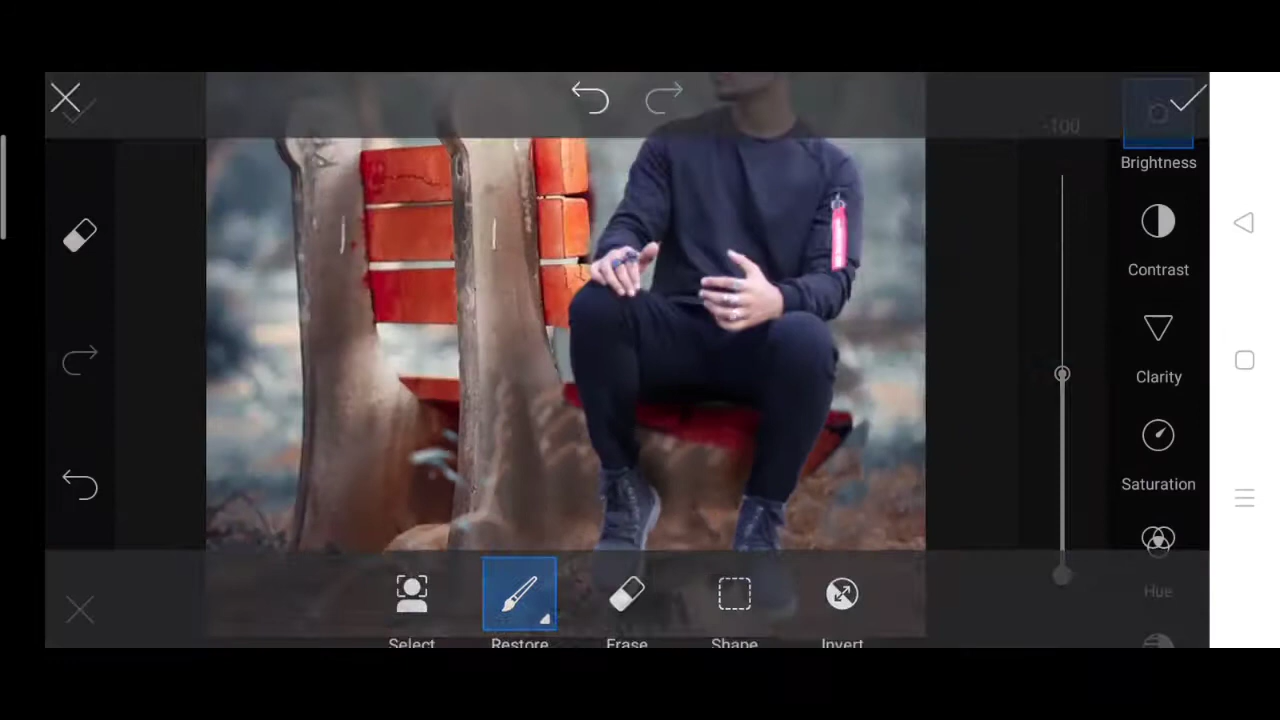 -100
Brightness
Contrast
Clarity
Saturation
Hue
Select
Restore
Erase
Shape
Invert